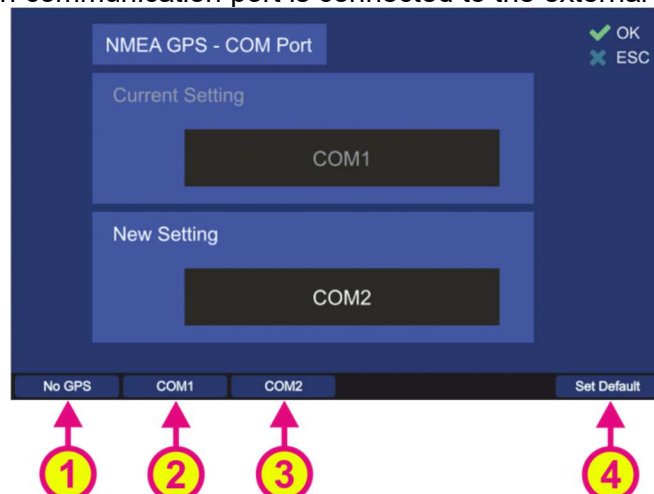 communication port is connected to the external
NMEA GPS - COM Port
OK
ESC
Current Setting
COM1
New Setting
COM2
No GPS
COM1
COM2
Set Default
1
2
3
4